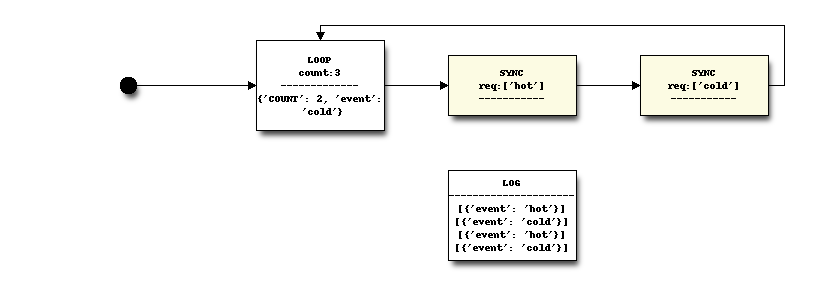 LOOP
count:3
-------------
{'COUNT': 2, 'event':
'cold'}
SYNC
req:['hot']
-----------
SYNC
req:['cold']
-----------
LOG
---------------------
[{'event': 'hot'}]
[{'event': 'cold'}]
[{'event': 'hot'}]
[{'event': 'cold'}]